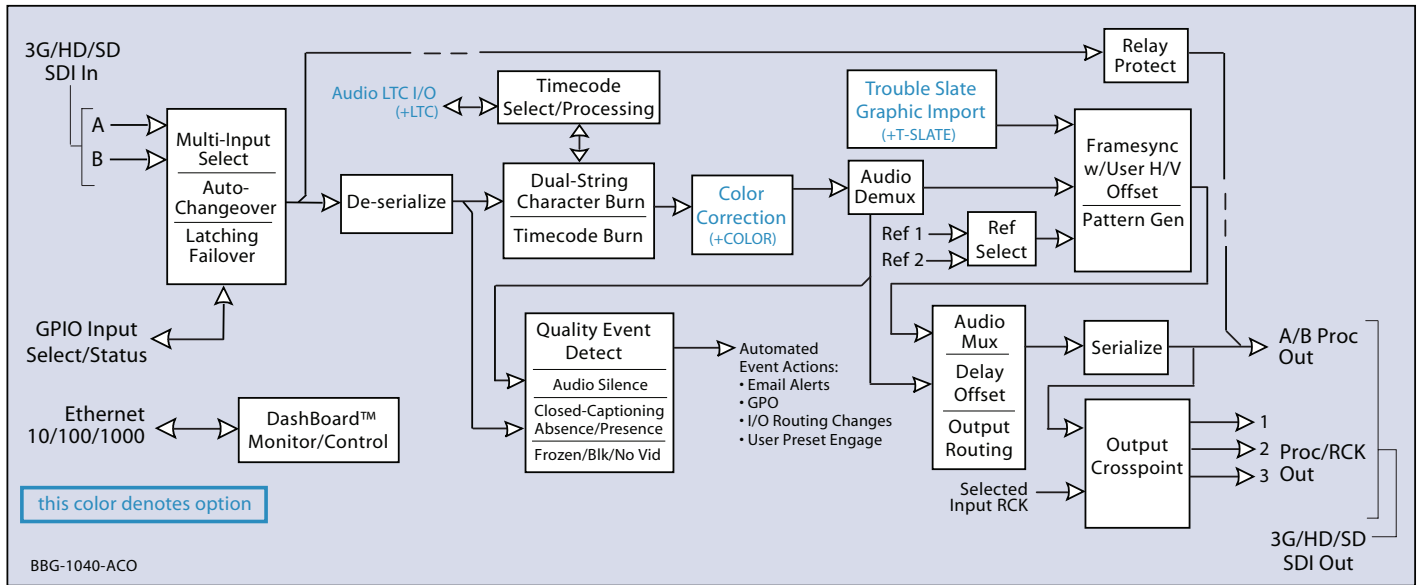 3G/HD/SD
SDI In
A
B
Multi-Input
Select
Auto-
Changeover
Latching
Failover
GPIO Input
Select/Status
Ethernet
10/100/1000
DashBoard™
Monitor/Control
this color denotes option
BBG-1040-ACO
De-serialize
Audio LTC I/O
(+LTC)
Timecode
Select/Processing
Dual-String
Character Burn
Timecode Burn
Color
Correction
(+COLOR)
Quality Event
Detect
Audio Silence
Closed-Captioning
Absence/Presence
Frozen/Blk/No Vid
Automated
Event Actions:
• Email Alerts
• GPO
• I/O Routing Changes
• User Preset Engage
Trouble Slate
Graphic Import
(+T-SLATE)
Audio
Demux
Ref 1
Ref 2
Ref
Select
Relay
Protect
Framesync
w/User H/V
Offset
Pattern Gen
Audio
Mux
Delay
Offset
Output
Routing
Serialize
Selected
Input RCK
Output
Crosspoint
A/B Proc
Out
1
2
3
Proc/RCK
Out
3G/HD/SD
SDI Out